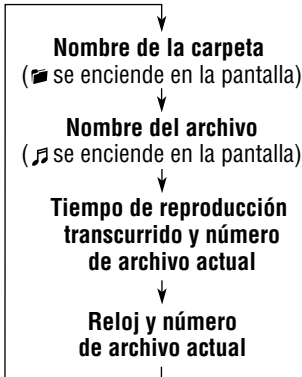 Nombre de la carpeta
( se enciende en la pantalla)
Nombre del archivo
( se enciende en la pantalla)
Tiempo de reproducción
transcurrido y número
de archivo actual
Reloj y número
de archivo actual